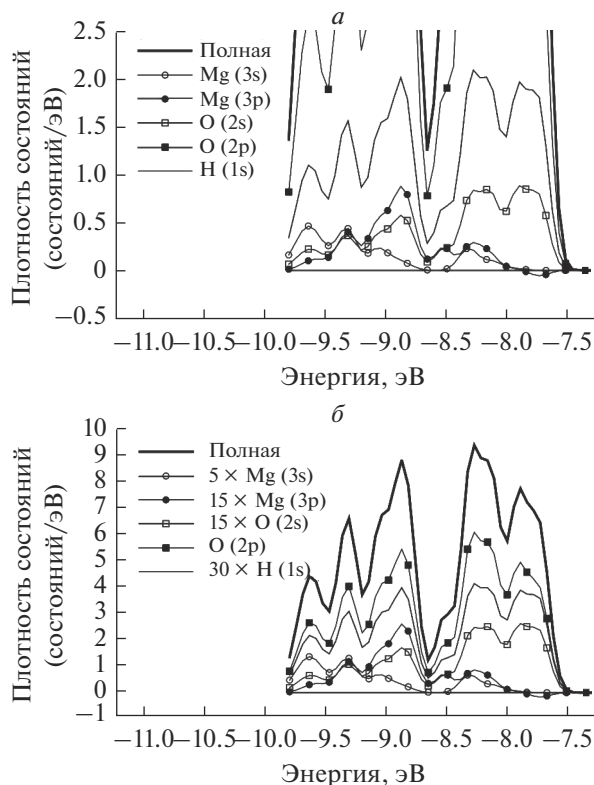 а
2.5
2.0
1.5
1.0
0.5
0
−0.5
Плотность состояний
(состояний/эВ)
Полная
Mg (3s)
Mg (3p)
O (2s)
O (2p)
H (1s)
−11.0 −10.5 −10.0 −9.5 −9.0 −8.5 −8.0 −7.5
Энергия, эВ
б
10
9
8
7
6
5
4
3
2
1
0
−1
Плотность состояний
(состояний/эВ)
Полная
5 × Mg (3s)
15 × Mg (3p)
15 × O (2s)
O (2p)
30 × H (1s)
−11.0 −10.5 −10.0 −9.5 −9.0 −8.5 −8.0 −7.5
Энергия, эВ